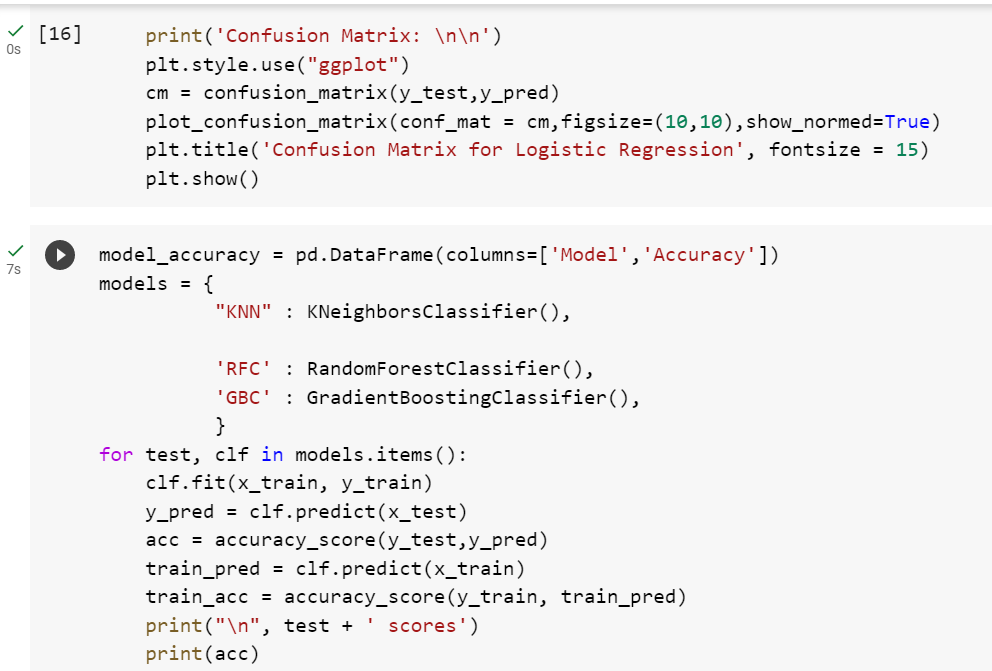 [16] print('Confusion Matrix: \n\n')
0s
plt.style.use("ggplot")
cm = confusion_matrix(y_test,y_pred)
plot_confusion_matrix(conf_mat = cm,figsize=(10,10),show_normed=True)
plt.title('Confusion Matrix for Logistic Regression', fontsize = 15)
plt.show()
model_accuracy = pd.DataFrame(columns=['Model','Accuracy'])
7s
models = {
"KNN" : KNeighborsClassifier(),
'RFC' : RandomForestClassifier(),
'GBC' : GradientBoostingClassifier(),
}
for test, clf in models.items():
clf.fit(x_train, y_train)
y_pred = clf.predict(x_test)
acc = accuracy_score(y_test,y_pred)
train_pred = clf.predict(x_train)
train_acc = accuracy_score(y_train, train_pred)
print("\n", test + ' scores')
print(acc)